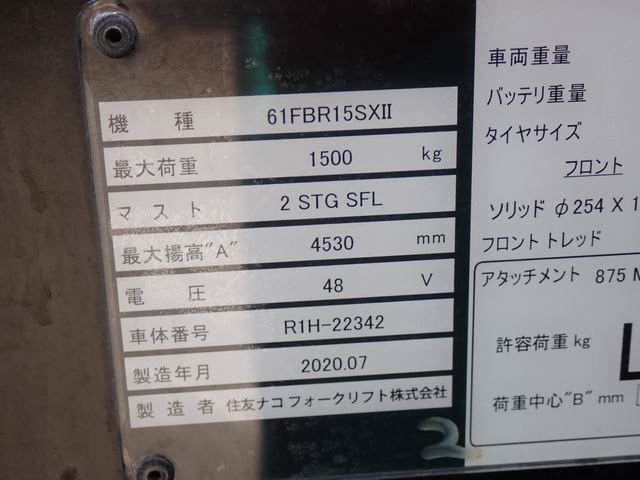 機種 61FBR15SXII
最大荷重 1500 kg
マスト 2 STG SFL
最大揚高"A" 4530 mm
電圧 48 V
車体番号 R1H-22342
製造年月 2020.07
製造者 住友ナコフォークリフト株式会社
車両重量
バッテリ重量
タイヤサイズ
フロント
ソリッド φ254 X 1
フロントトレッド
アタッチメント 875 M
許容荷重 kg
荷重中心"B" mm
2